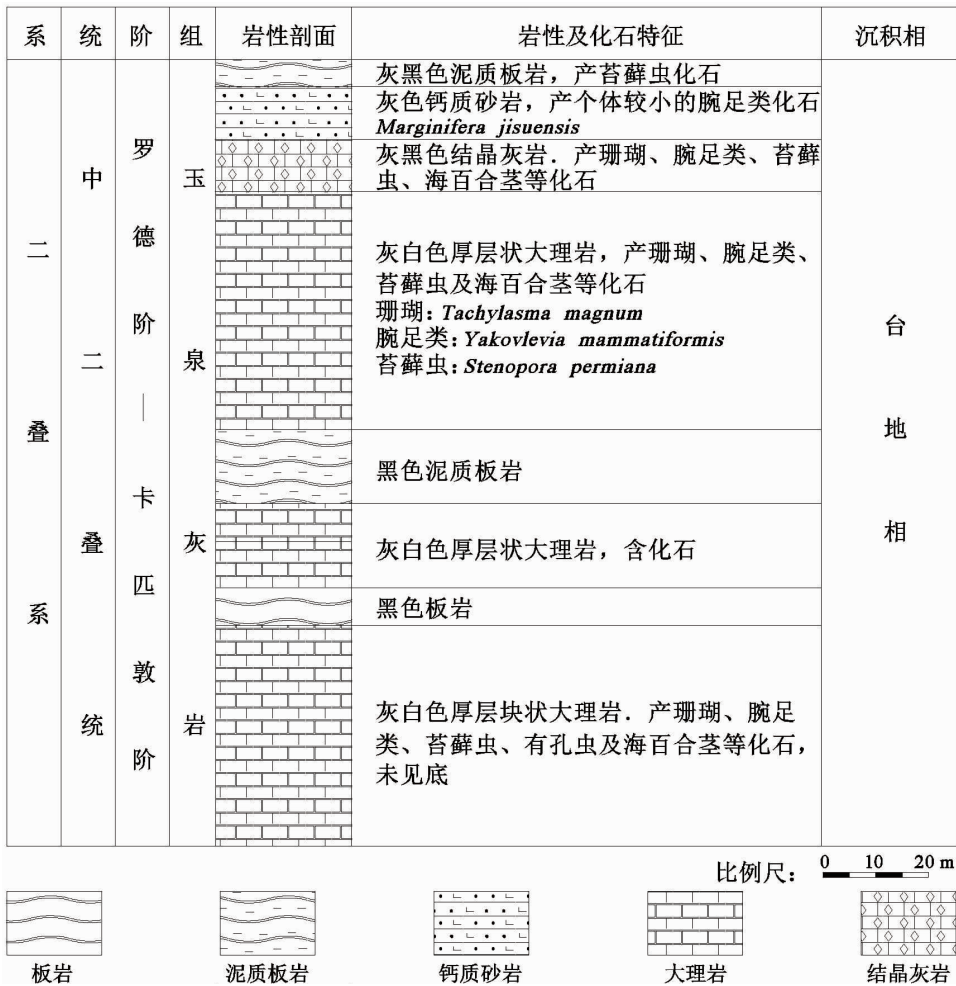 系 统 阶 组 岩性剖面 岩性及化石特征 沉积相
二叠系
中二叠统
罗德阶—卡匹敦阶
玉泉灰岩
灰黑色泥质板岩，产苔藓虫化石
灰色钙质砂岩，产个体较小的腕足类化石
Marginifera jisuensis
灰黑色结晶灰岩．产珊瑚、腕足类、苔藓
虫、海百合茎等化石
灰白色厚层状大理岩，产珊瑚、腕足类、
苔藓虫及海百合茎等化石
珊瑚：Tachylasma magnum
腕足类：Yakovlevia mammatiformis
苔藓虫：Stenopora permiana
黑色泥质板岩
灰白色厚层状大理岩，含化石
黑色板岩
灰白色厚层块状大理岩．产珊瑚、腕足
类、苔藓虫、有孔虫及海百合茎等化石，
未见底
台地相
比例尺： 0 10 20 m
板岩 泥质板岩 钙质砂岩 大理岩 结晶灰岩